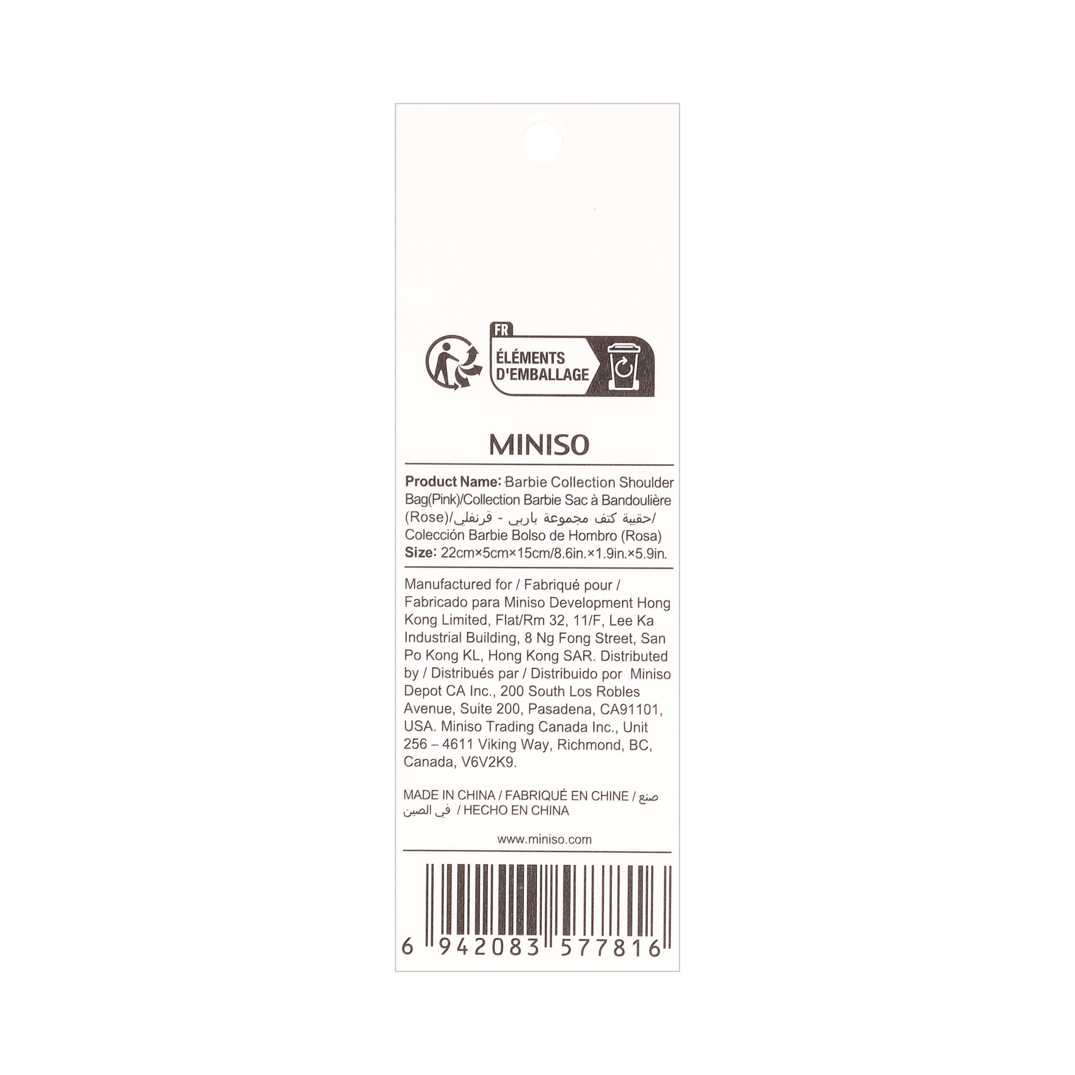 FR
ÉLÉMENTS
D'EMBALLAGE
MINISO
Product Name: Barbie Collection Shoulder
Bag(Pink)/Collection Barbie Sac à Bandoulière
(Rose)/حقيبة كتف مجموعة باربي - قرنفلي/
Colección Barbie Bolso de Hombro (Rosa)
Size: 22cm×5cm×15cm/8.6in.×1.9in.×5.9in.
Manufactured for / Fabriqué pour /
Fabricado para Miniso Development Hong
Kong Limited, Flat/Rm 32, 11/F, Lee Ka
Industrial Building, 8 Ng Fong Street, San
Po Kong KL, Hong Kong SAR. Distributed
by / Distribués par / Distribuido por Miniso
Depot CA Inc., 200 South Los Robles
Avenue, Suite 200, Pasadena, CA91101,
USA. Miniso Trading Canada Inc., Unit
256 – 4611 Viking Way, Richmond, BC,
Canada, V6V2K9.
MADE IN CHINA / FABRIQUÉ EN CHINE / صنع
في الصين / HECHO EN CHINA
www.miniso.com
6 942083 577816